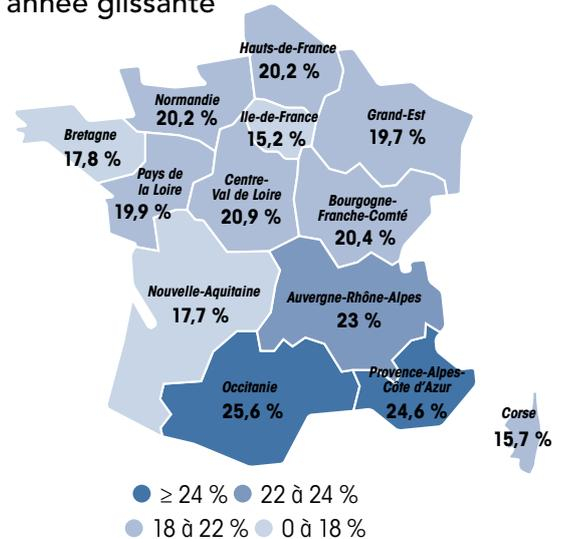 année glissante
Hauts-de-France
20,2 %
Normandie
20,2 %
Ile-de-France
15,2 %
Grand-Est
19,7 %
Bretagne
17,8 %
Pays de
la Loire
19,9 %
Centre-
Val de Loire
20,9 %
Bourgogne-
Franche-Comté
20,4 %
Nouvelle-Aquitaine
17,7 %
Auvergne-Rhône-Alpes
23 %
Occitanie
25,6 %
Provence-Alpes-
Côte d'Azur
24,6 %
Corse
15,7 %
≥ 24 % 22 à 24 %
18 à 22 % 0 à 18 %